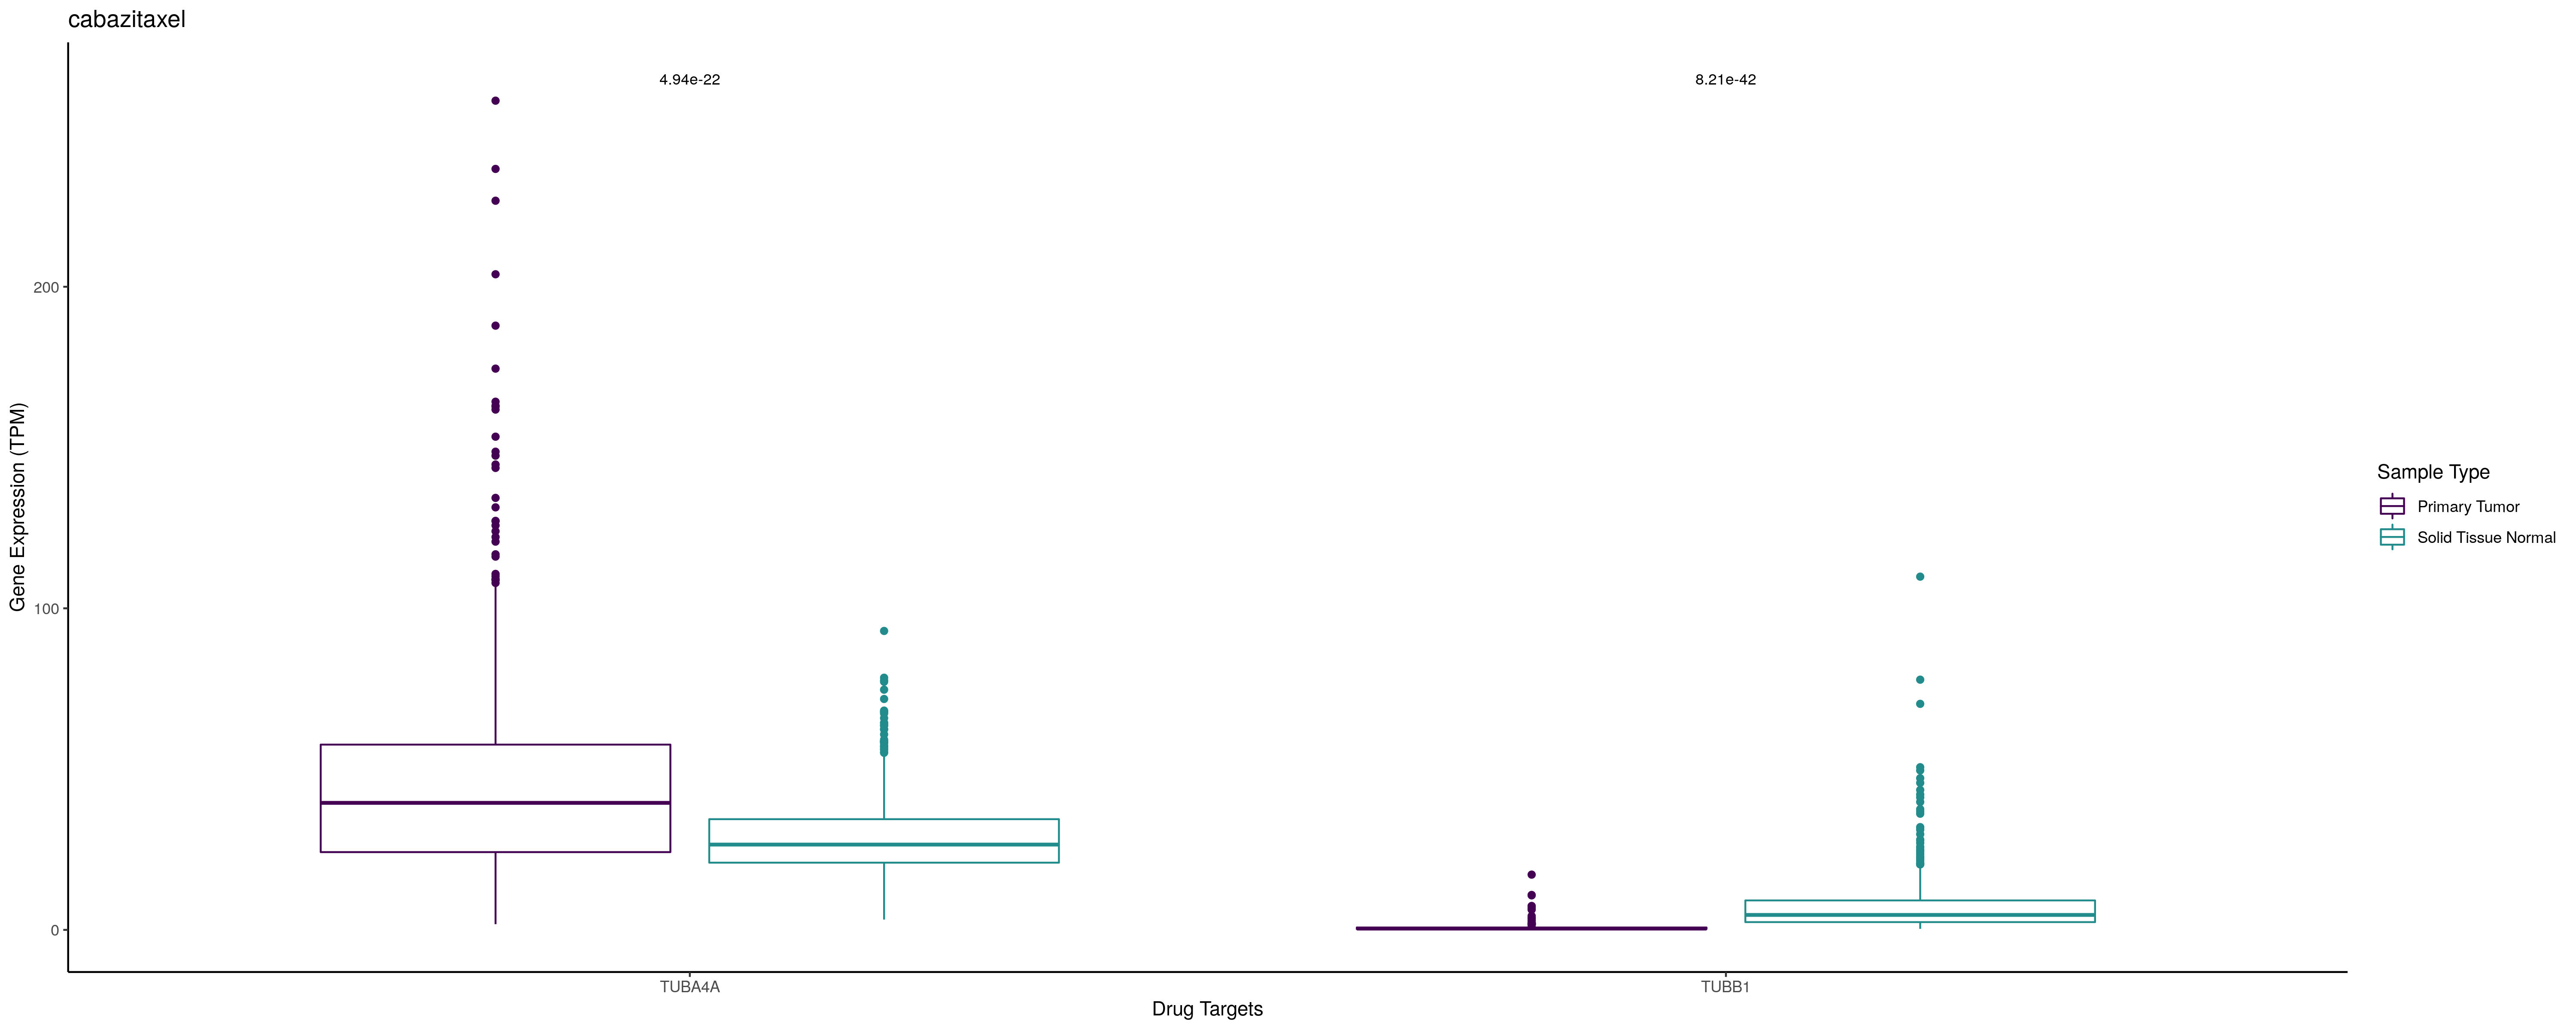 cabazitaxel
4.94e-22
8.21e-42
Gene Expression (TPM)
200
100
0
TUBA4A
TUBB1
Drug Targets
Sample Type
Primary Tumor
Solid Tissue Normal